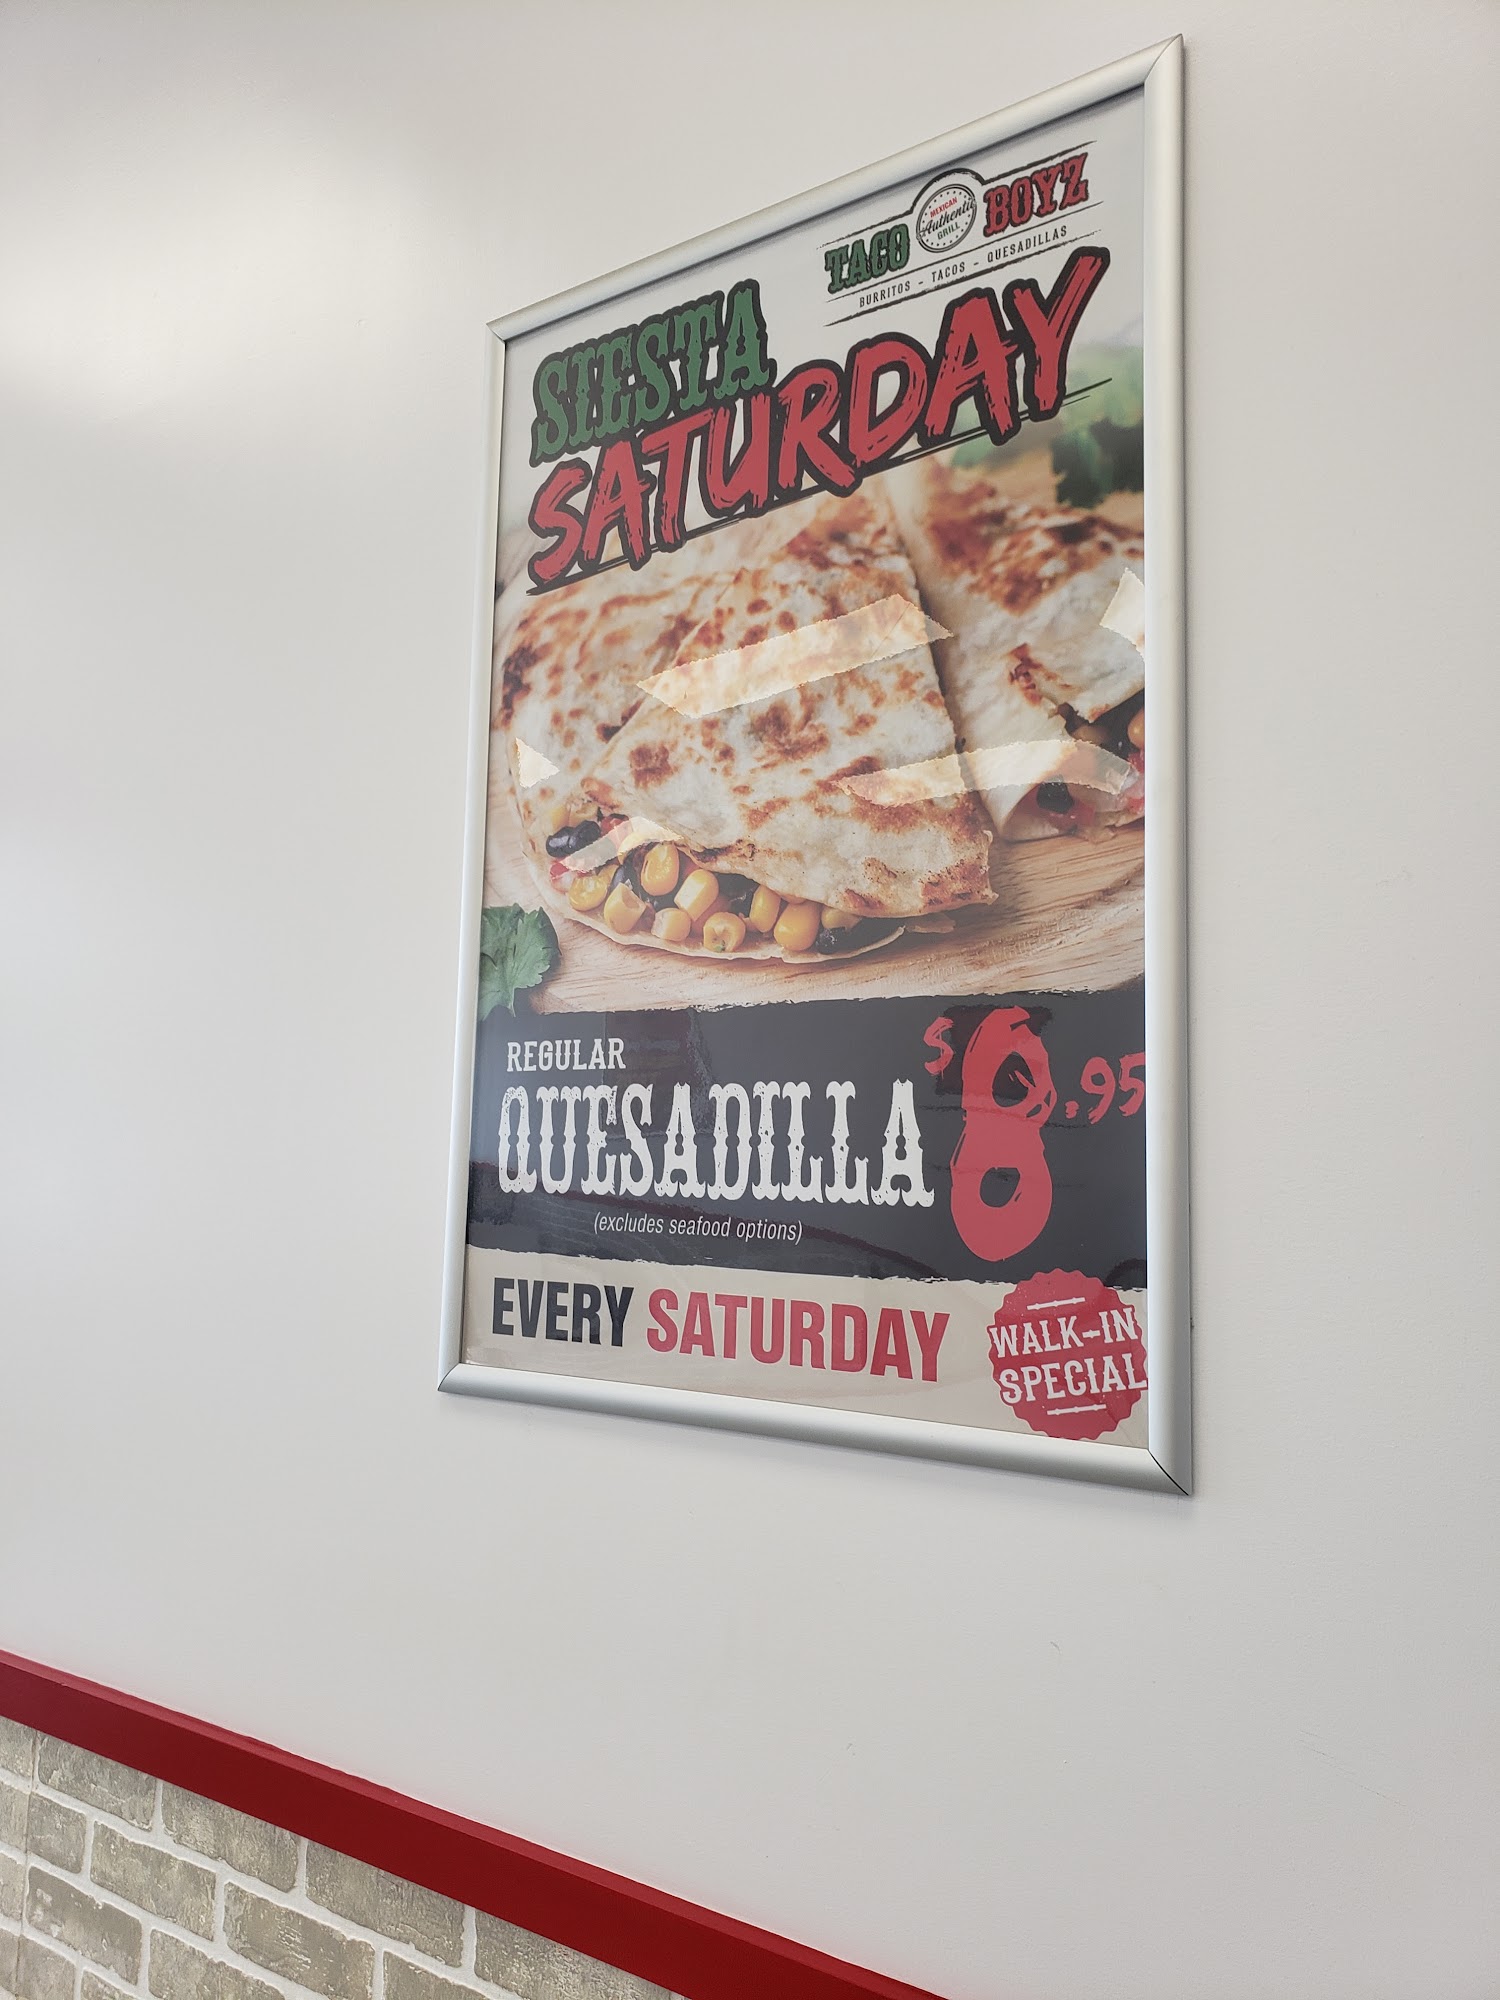 TACO BOYZ
MEXICAN
Authentic
GRILL
BURRITOS - TACOS - QUESADILLAS
SIESTA
SATURDAY
REGULAR
QUESADILLA
(excludes seafood options)
$8.95
EVERY SATURDAY
WALK-IN
SPECIAL